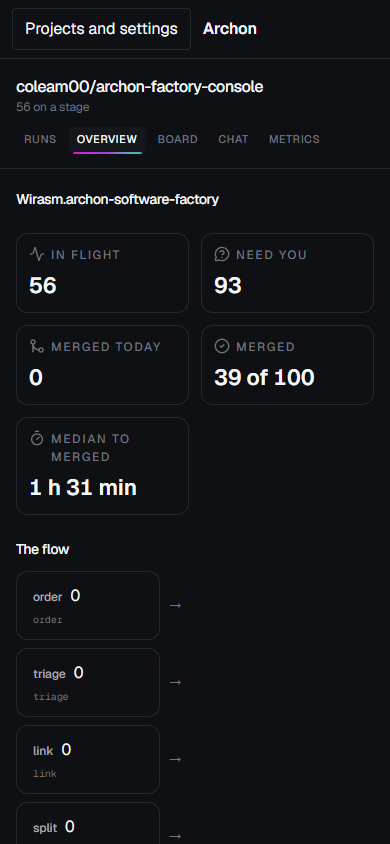 Projects and settings Archon
coleam00/archon-factory-console
56 on a stage
RUNS OVERVIEW BOARD CHAT METRICS
Wirasm.archon-software-factory
IN FLIGHT
56
NEED YOU
93
MERGED TODAY
0
MERGED
39 of 100
MEDIAN TO
MERGED
1 h 31 min
The flow
order 0
order
→
triage 0
triage
→
link 0
link
→
split 0
→